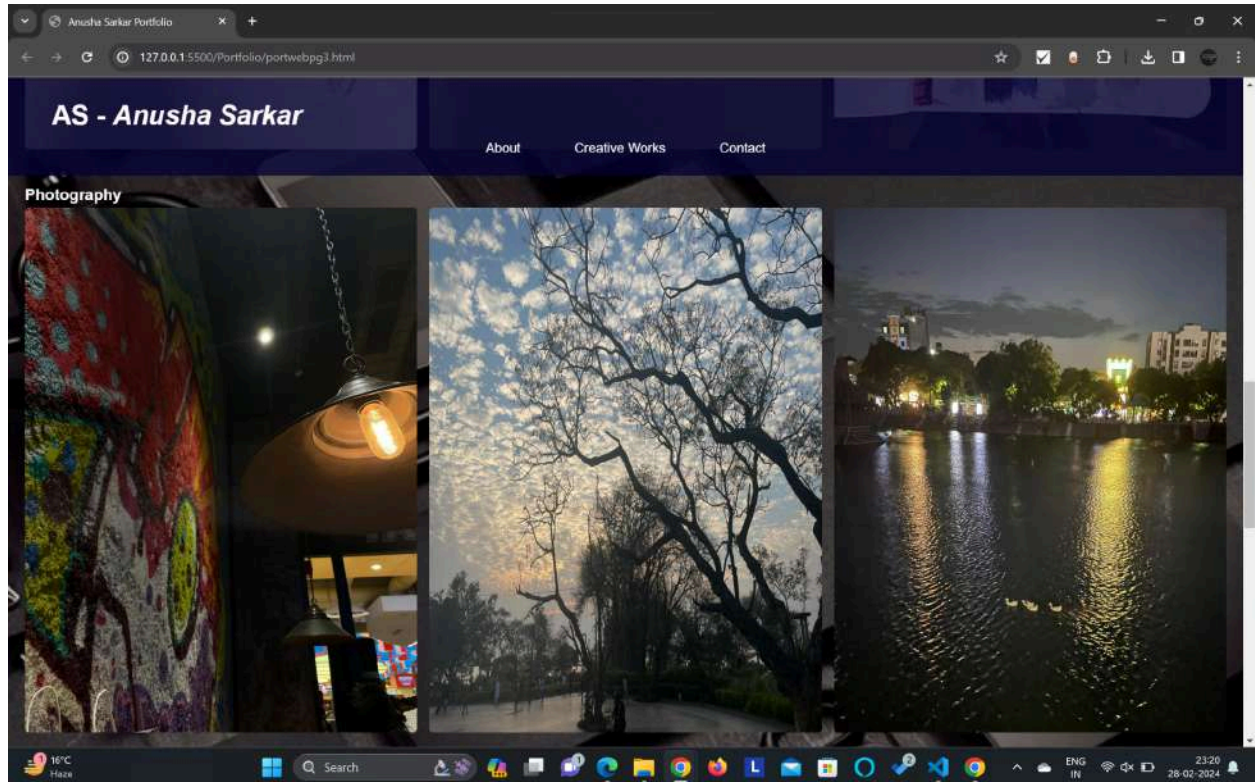 Anusha Sarkar Portfolio
127.0.0.1:5500/Portfolio/portwebpg3.html
AS - Anusha Sarkar
About Creative Works Contact
Photography
16°C
Haze
Search
ENG
IN
23:20
28-02-2024